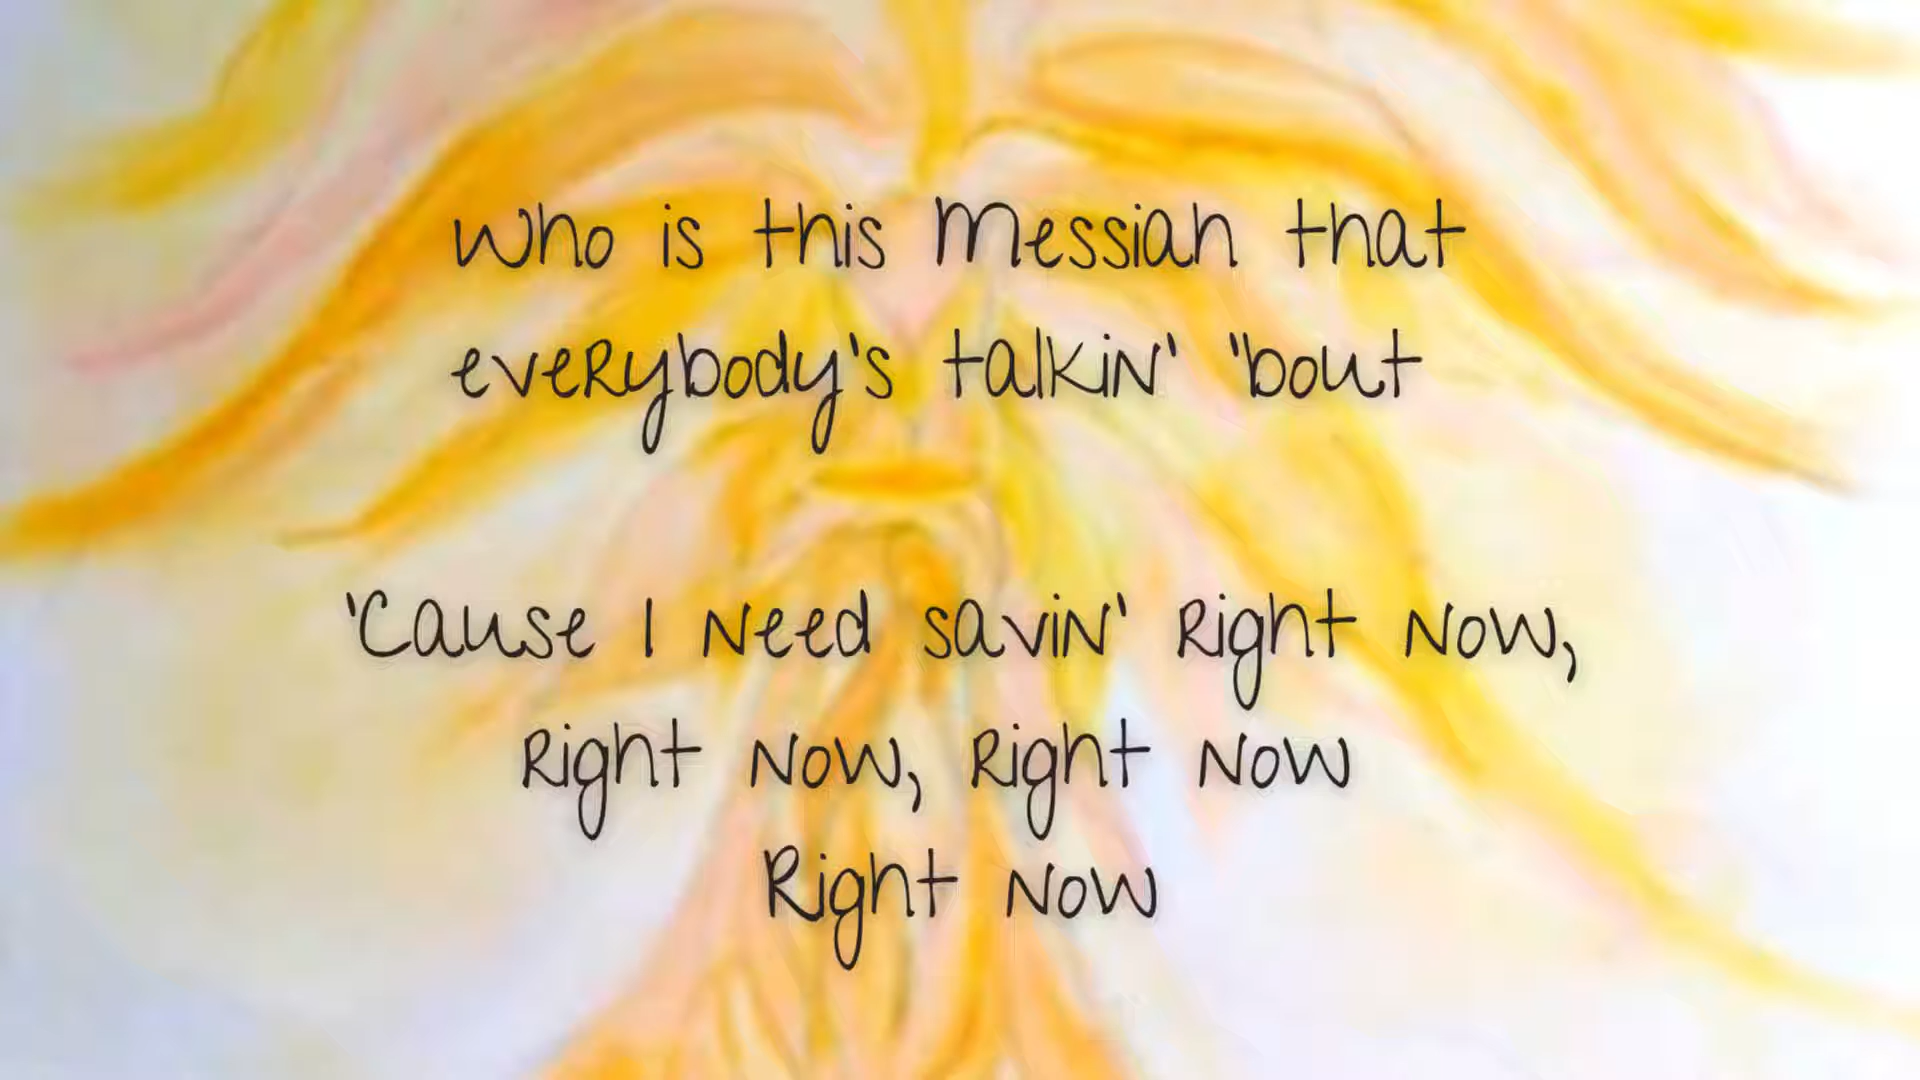 Who is this Messiah that
everybody's talkin' 'bout
'Cause I need savin' right now,
right now, right now
Right now